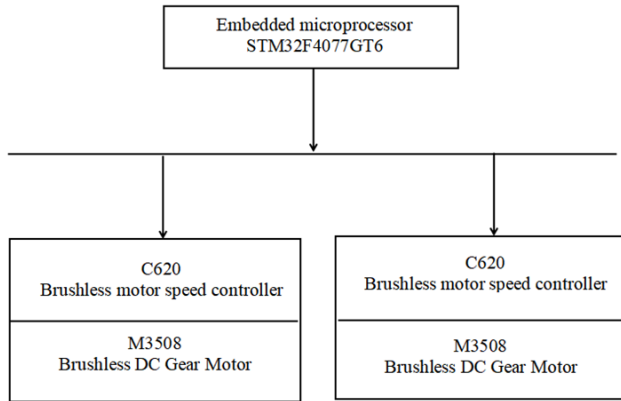 Embedded microprocessor
STM32F4077GT6
C620
Brushless motor speed controller
M3508
Brushless DC Gear Motor
C620
Brushless motor speed controller
M3508
Brushless DC Gear Motor